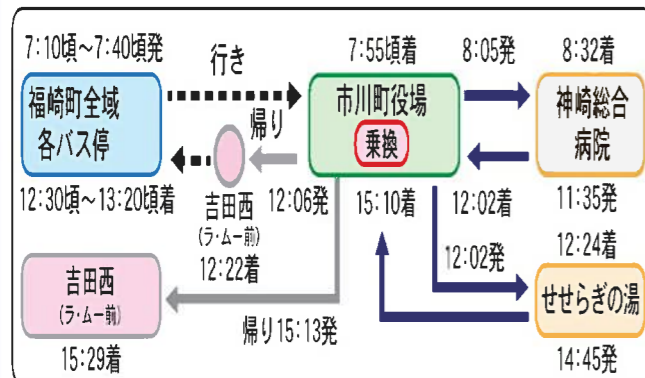 7:10頃～7:40頃発
行き
7:55頃着
8:05発
8:32着
福崎町全域
各バス停
市川町役場
乗換
神崎総合
病院
帰り
12:30頃～13:20頃着
吉田西
(ラ・ムー前)
12:22着
12:06発
15:10着
12:02着
11:35発
12:02発
12:24着
せせらぎの湯
14:45発
吉田西
(ラ・ムー前)
15:29着
帰り15:13発